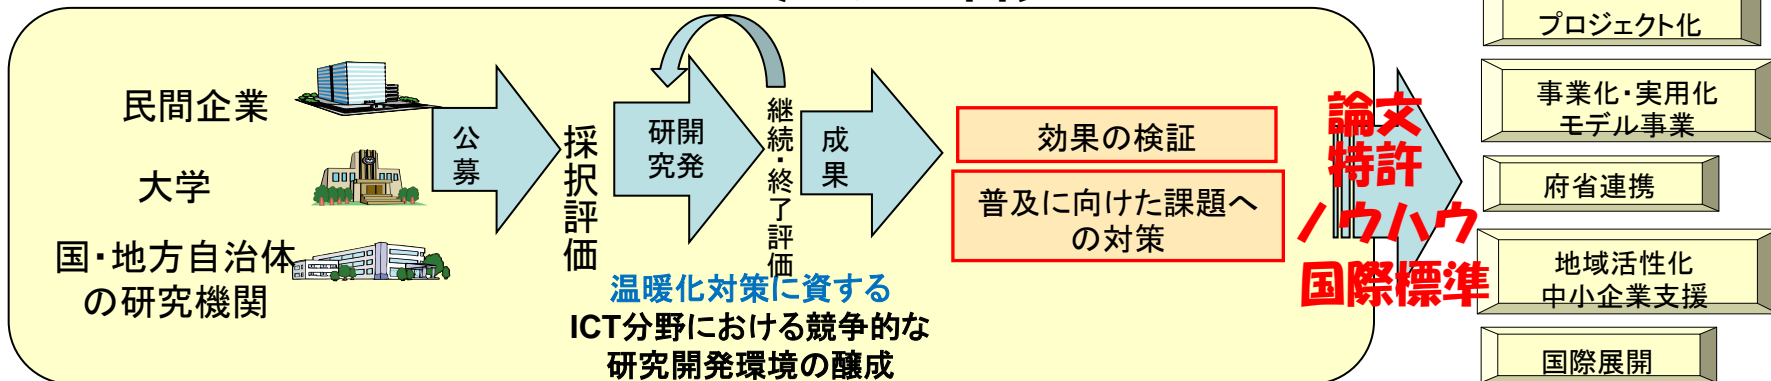 民間企業
大学
国・地方自治体
の研究機関
公募
採択評価
研究開発
継続・終了評価
成果
温暖化対策に資する
ICT分野における競争的な
研究開発環境の醸成
効果の検証
普及に向けた課題へ
の対策
論文
特許
ノウハウ
国際標準
プロジェクト化
事業化・実用化
モデル事業
府省連携
地域活性化
中小企業支援
国際展開